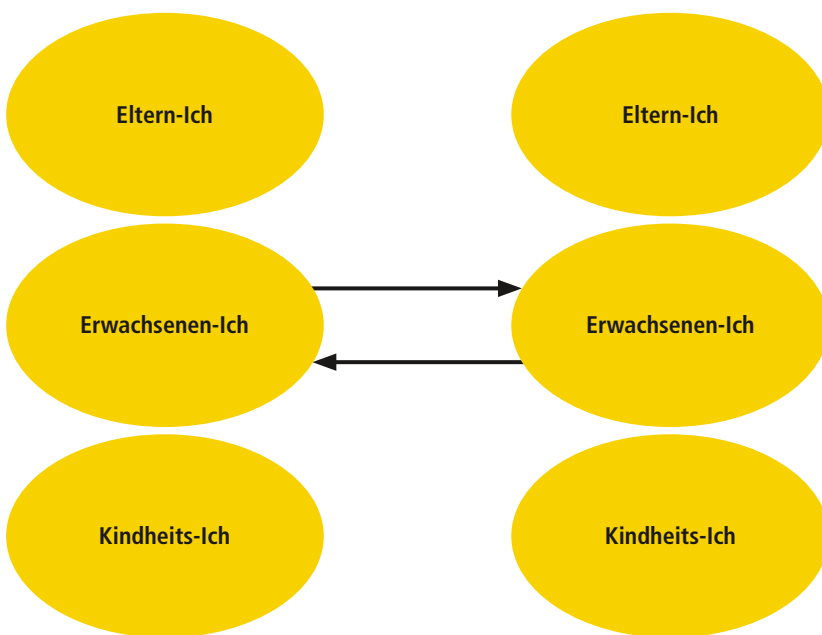 Eltern-Ich
Eltern-Ich
Erwachsenen-Ich
Erwachsenen-Ich
Kindheits-Ich
Kindheits-Ich